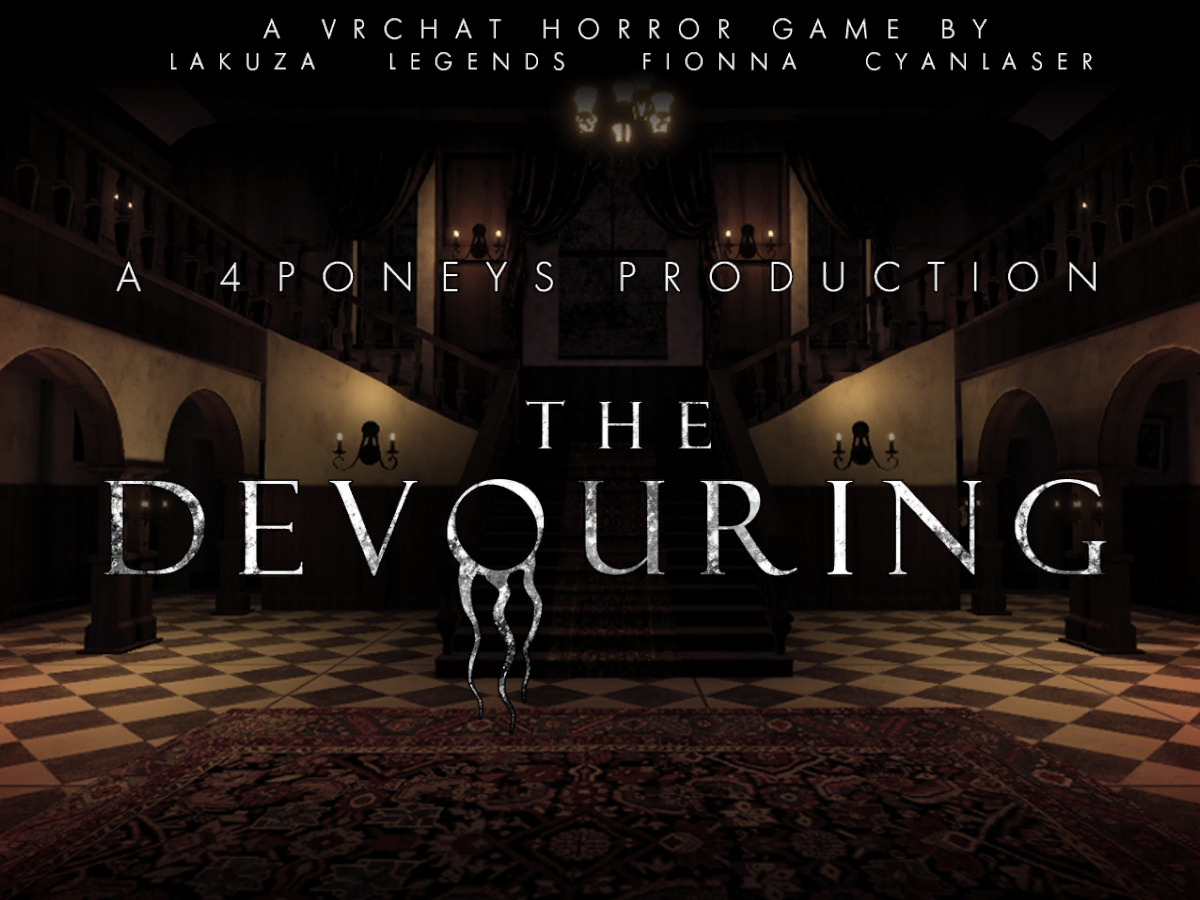 A VRCHAT HORROR GAME BY
LAKUZA LEGENDS FIONNA CYANLASER
A 4PONEYS PRODUCTION
THE
DEVOURING